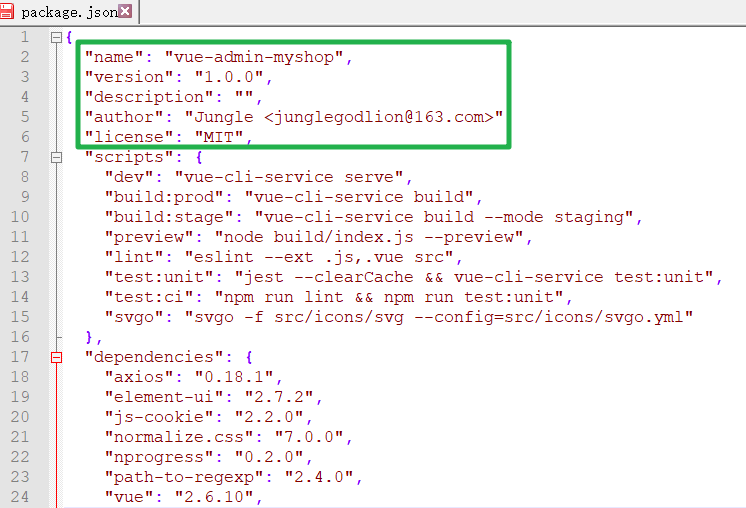 package.json
1 {
2 "name": "vue-admin-myshop",
3 "version": "1.0.0",
4 "description": "",
5 "author": "Jungle <junglegodlion@163.com>"
6 "license": "MIT",
7 "scripts": {
8 "dev": "vue-cli-service serve",
9 "build:prod": "vue-cli-service build",
10 "build:stage": "vue-cli-service build --mode staging",
11 "preview": "node build/index.js --preview",
12 "lint": "eslint --ext .js,.vue src",
13 "test:unit": "jest --clearCache && vue-cli-service test:unit",
14 "test:ci": "npm run lint && npm run test:unit",
15 "svgo": "svgo -f src/icons/svg --config=src/icons/svgo.yml"
16 },
17 "dependencies": {
18 "axios": "0.18.1",
19 "element-ui": "2.7.2",
20 "js-cookie": "2.2.0",
21 "normalize.css": "7.0.0",
22 "nprogress": "0.2.0",
23 "path-to-regexp": "2.4.0",
24 "vue": "2.6.10",